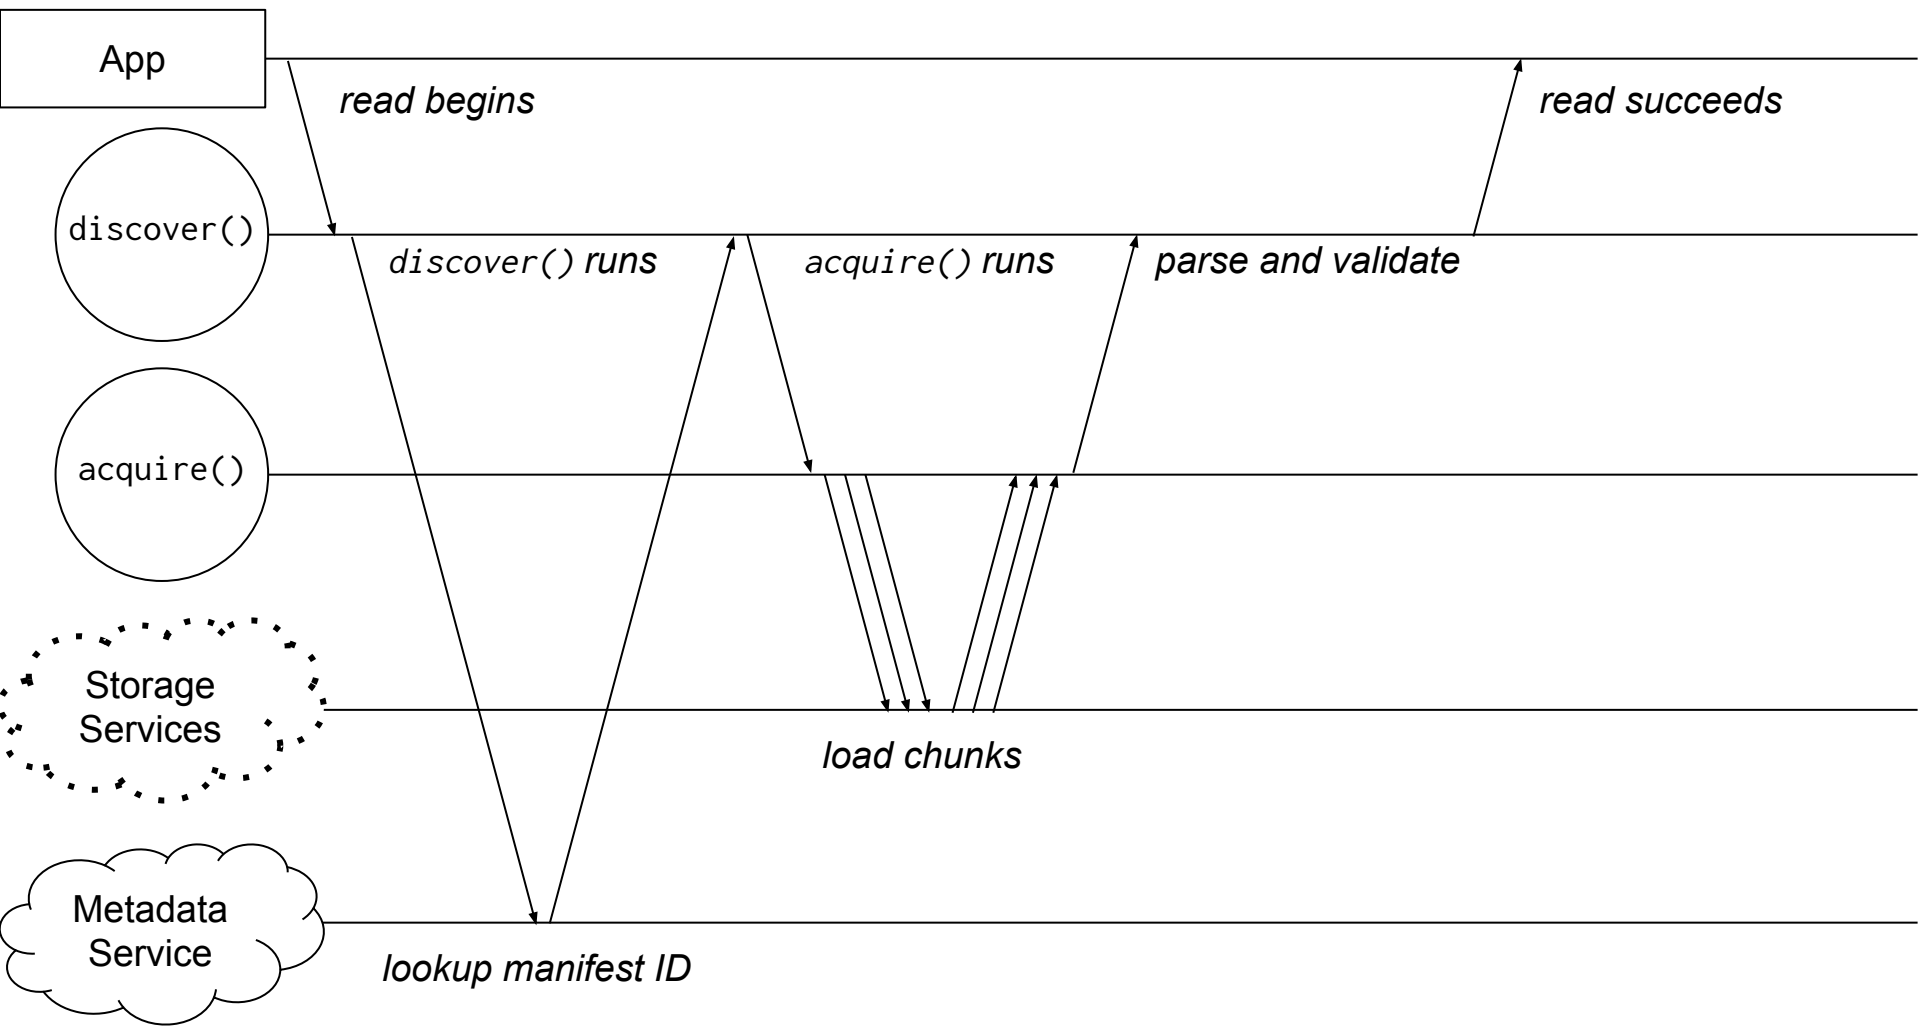 App
read begins
read succeeds
discover()
discover() runs
acquire() runs
parse and validate
acquire()
Storage
Services
load chunks
Metadata
Service
lookup manifest ID